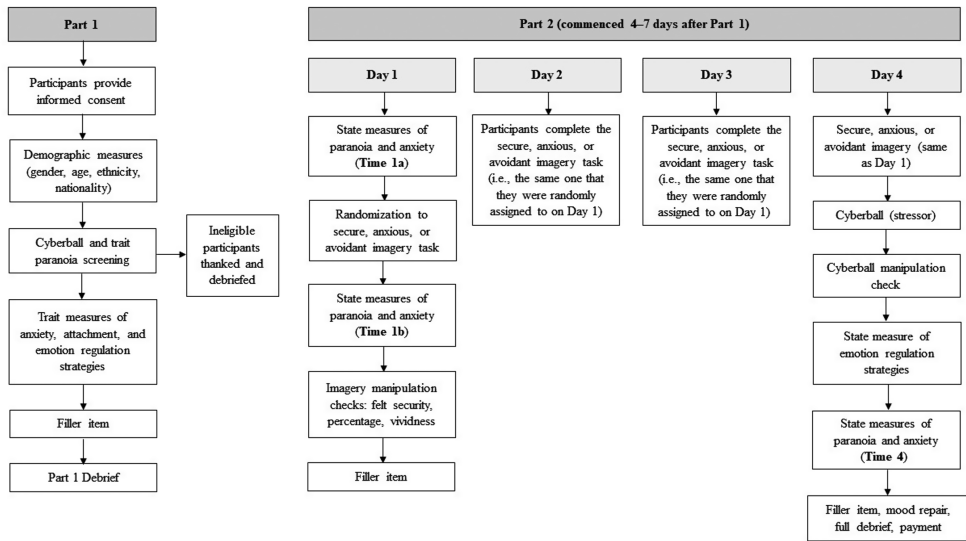 Part 1
Participants provide
informed consent
Demographic measures
(gender, age, ethnicity,
nationality)
Cyberball and trait
paranoia screening
Ineligible
participants
thanked and
debriefed
Trait measures of
anxiety, attachment, and
emotion regulation
strategies
Filler item
Part 1 Debrief
Part 2 (commenced 4–7 days after Part 1)
Day 1
State measures of
paranoia and anxiety
(Time 1a)
Randomization to
secure, anxious, or
avoidant imagery task
State measures of
paranoia and anxiety
(Time 1b)
Imagery manipulation
checks: felt security,
percentage, vividness
Filler item
Day 2
Participants complete the
secure, anxious, or
avoidant imagery task
(i.e., the same one that
they were randomly
assigned to on Day 1)
Day 3
Participants complete the
secure, anxious, or
avoidant imagery task
(i.e., the same one that
they were randomly
assigned to on Day 1)
Day 4
Secure, anxious, or
avoidant imagery (same
as Day 1)
Cyberball (stressor)
Cyberball manipulation
check
State measure of
emotion regulation
strategies
State measures of
paranoia and anxiety
(Time 4)
Filler item, mood repair,
full debrief, payment